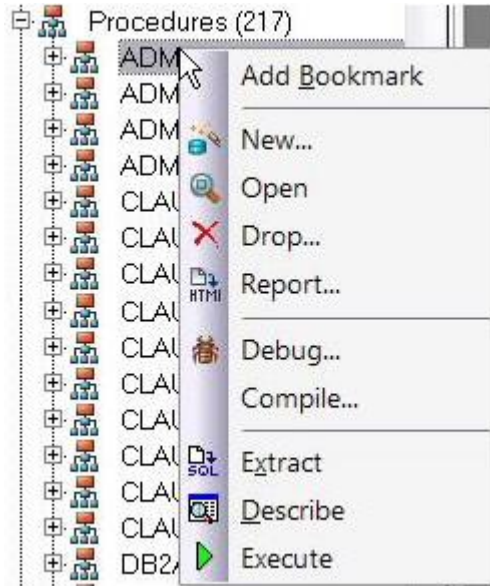 Procedures (217)
ADM
ADM
ADM
ADM
CLAU
CLAU
CLAU
CLAU
CLAU
CLAU
CLAU
CLAU
CLAU
CLAU
DB2
Add Bookmark
New...
Open
Drop...
HTMl
Report...
Debug...
Compile...
SQL
Extract
Describe
Execute